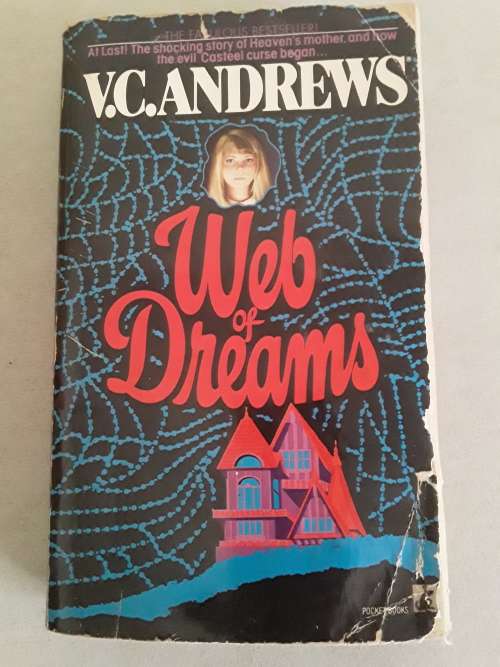 THE FABULOUS BESTSELLER!
At Last! The shocking story of Heaven's mother, and how
the evil Casteel curse began...
V.C. ANDREWS
Web
of
Dreams
POCKET BOOKS